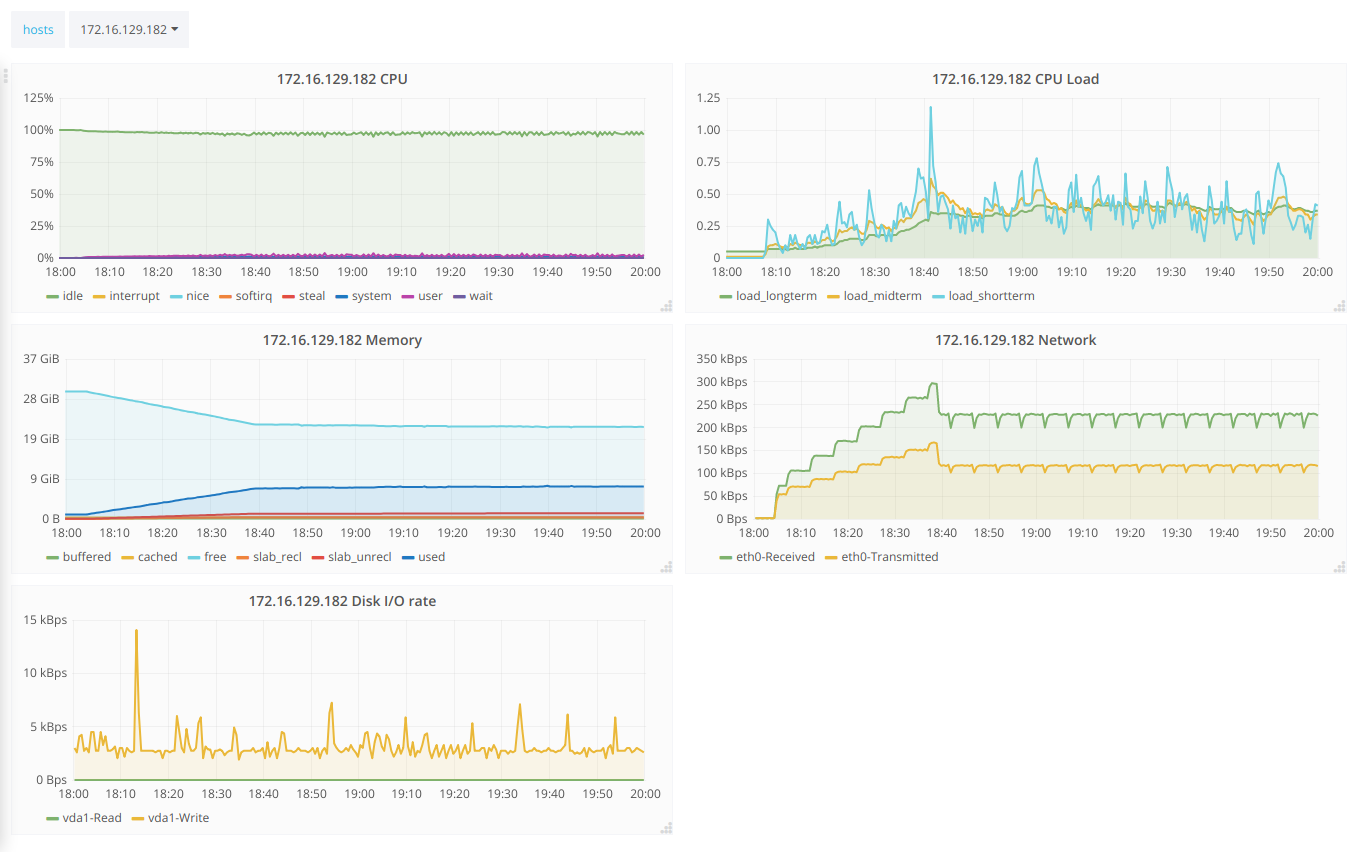 hosts 172.16.129.182
172.16.129.182 CPU
125%
100%
75%
50%
25%
0%
18:00 18:10 18:20 18:30 18:40 18:50 19:00 19:10 19:20 19:30 19:40 19:50 20:00
idle interrupt nice softirq steal system user wait
172.16.129.182 CPU Load
1.25
1.00
0.75
0.50
0.25
0
18:00 18:10 18:20 18:30 18:40 18:50 19:00 19:10 19:20 19:30 19:40 19:50 20:00
load_longterm load_midterm load_shortterm
172.16.129.182 Memory
37 GiB
28 GiB
19 GiB
9 GiB
0 B
18:00 18:10 18:20 18:30 18:40 18:50 19:00 19:10 19:20 19:30 19:40 19:50 20:00
buffered cached free slab_recl slab_unrecl used
172.16.129.182 Network
350 kBps
300 kBps
250 kBps
200 kBps
150 kBps
100 kBps
50 kBps
0 Bps
18:00 18:10 18:20 18:30 18:40 18:50 19:00 19:10 19:20 19:30 19:40 19:50 20:00
eth0-Received eth0-Transmitted
172.16.129.182 Disk I/O rate
15 kBps
10 kBps
5 kBps
0 Bps
18:00 18:10 18:20 18:30 18:40 18:50 19:00 19:10 19:20 19:30 19:40 19:50 20:00
vda1-Read vda1-Write